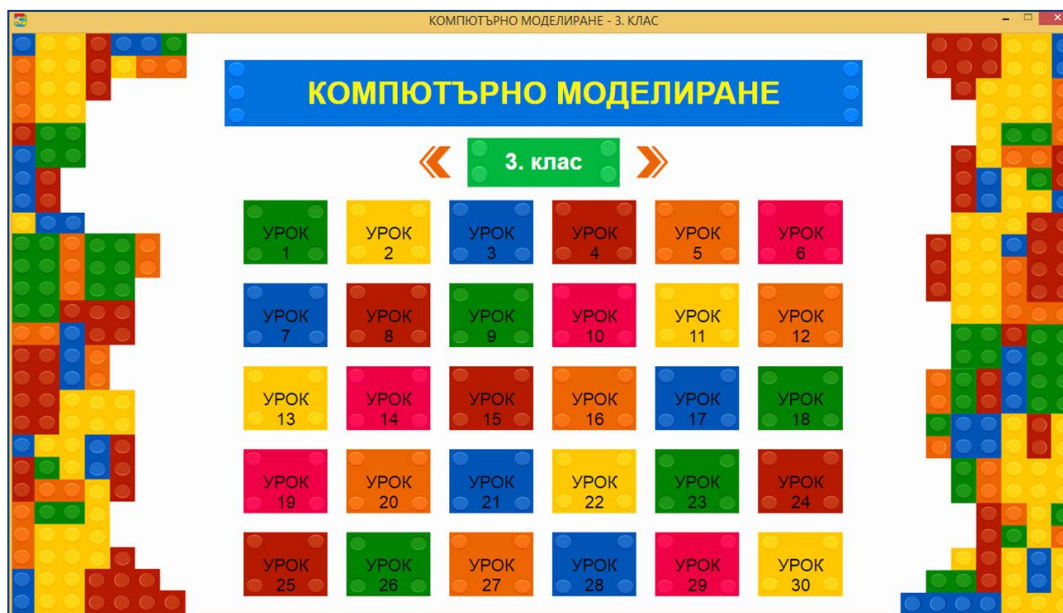 КОМПЮТЪРНО МОДЕЛИРАНЕ - 3. КЛАС
КОМПЮТЪРНО МОДЕЛИРАНЕ
3. клас
УРОК 1
УРОК 2
УРОК 3
УРОК 4
УРОК 5
УРОК 6
УРОК 7
УРОК 8
УРОК 9
УРОК 10
УРОК 11
УРОК 12
УРОК 13
УРОК 14
УРОК 15
УРОК 16
УРОК 17
УРОК 18
УРОК 19
УРОК 20
УРОК 21
УРОК 22
УРОК 23
УРОК 24
УРОК 25
УРОК 26
УРОК 27
УРОК 28
УРОК 29
УРОК 30